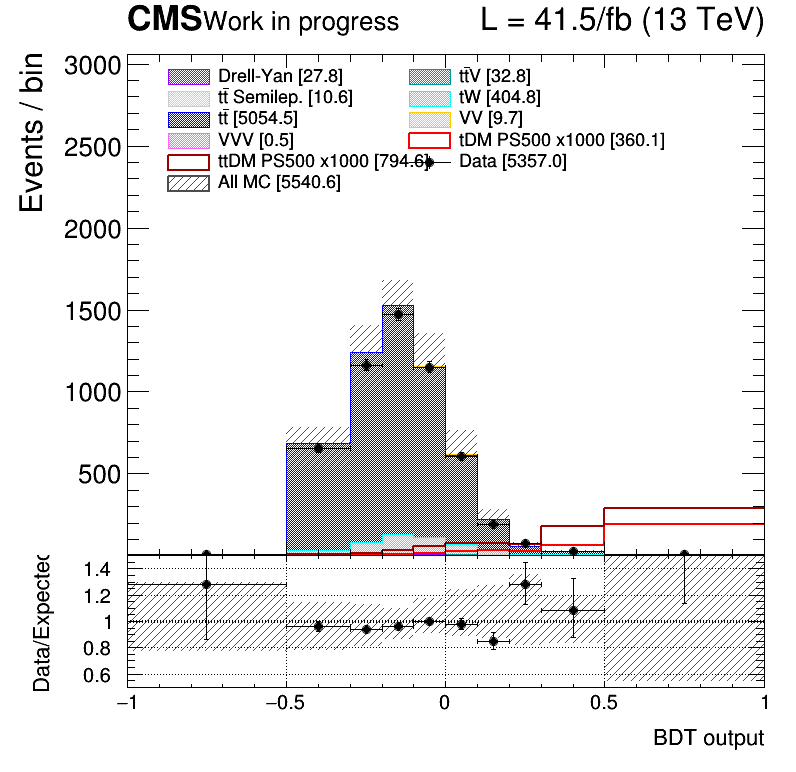 CMS Work in progress L = 41.5/fb (13 TeV)
Events / bin
3000
2500
2000
1500
1000
500
Drell-Yan [27.8] tt̄V [32.8]
tt̄ Semilep. [10.6] tW [404.8]
tt̄ [5054.5] VV [9.7]
VVV [0.5] tDM PS500 x1000 [360.1]
ttDM PS500 x1000 [794.6] Data [5357.0]
All MC [5540.6]
Data/Expected
1.4
1.2
1
0.8
0.6
−1 −0.5 0 0.5 1
BDT output